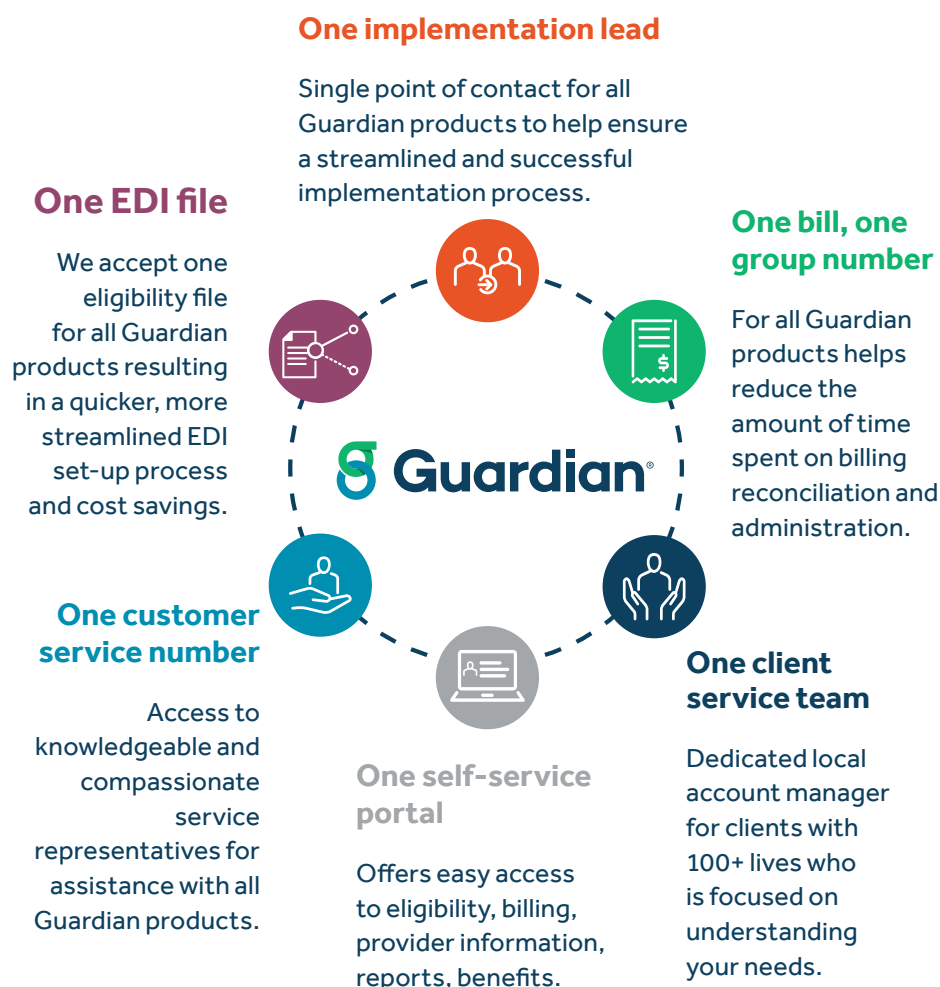 One implementation lead
Single point of contact for all
Guardian products to help ensure
a streamlined and successful
implementation process.
One EDI file
We accept one
eligibility file
for all Guardian
products resulting
in a quicker, more
streamlined EDI
set-up process
and cost savings.
One bill, one
group number
For all Guardian
products helps
reduce the
amount of time
spent on billing
reconciliation and
administration.
$
Guardian®
One customer
service number
Access to
knowledgeable and
compassionate
service
representatives for
assistance with all
Guardian products.
One self-service
portal
Offers easy access
to eligibility, billing,
provider information,
reports, benefits.
One client
service team
Dedicated local
account manager
for clients with
100+ lives who
is focused on
understanding
your needs.